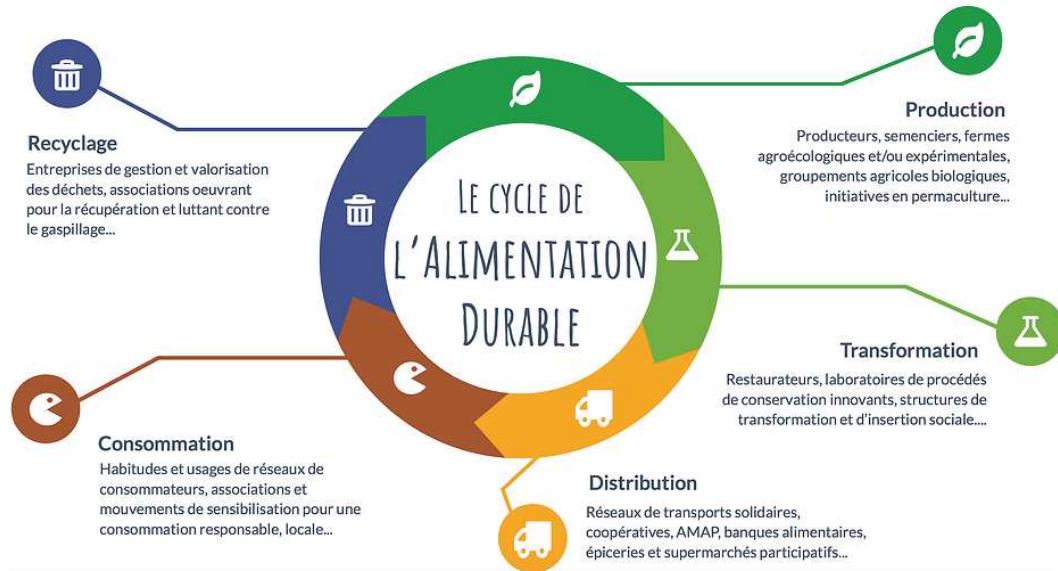 Le cycle de
l'Alimentation
Durable
Production
Producteurs, semenciers, fermes
agroécologiques et/ou expérimentales,
groupements agricoles biologiques,
initiatives en permaculture...
Transformation
Restaurateurs, laboratoires de procédés
de conservation innovants, structures de
transformation et d'insertion sociale....
Distribution
Réseaux de transports solidaires,
coopératives, AMAP, banques alimentaires,
épiceries et supermarchés participatifs...
Consommation
Habitudes et usages de réseaux de
consommateurs, associations et
mouvements de sensibilisation pour une
consommation responsable, locale...
Recyclage
Entreprises de gestion et valorisation
des déchets, associations oeuvrant
pour la récupération et luttant contre
le gaspillage...